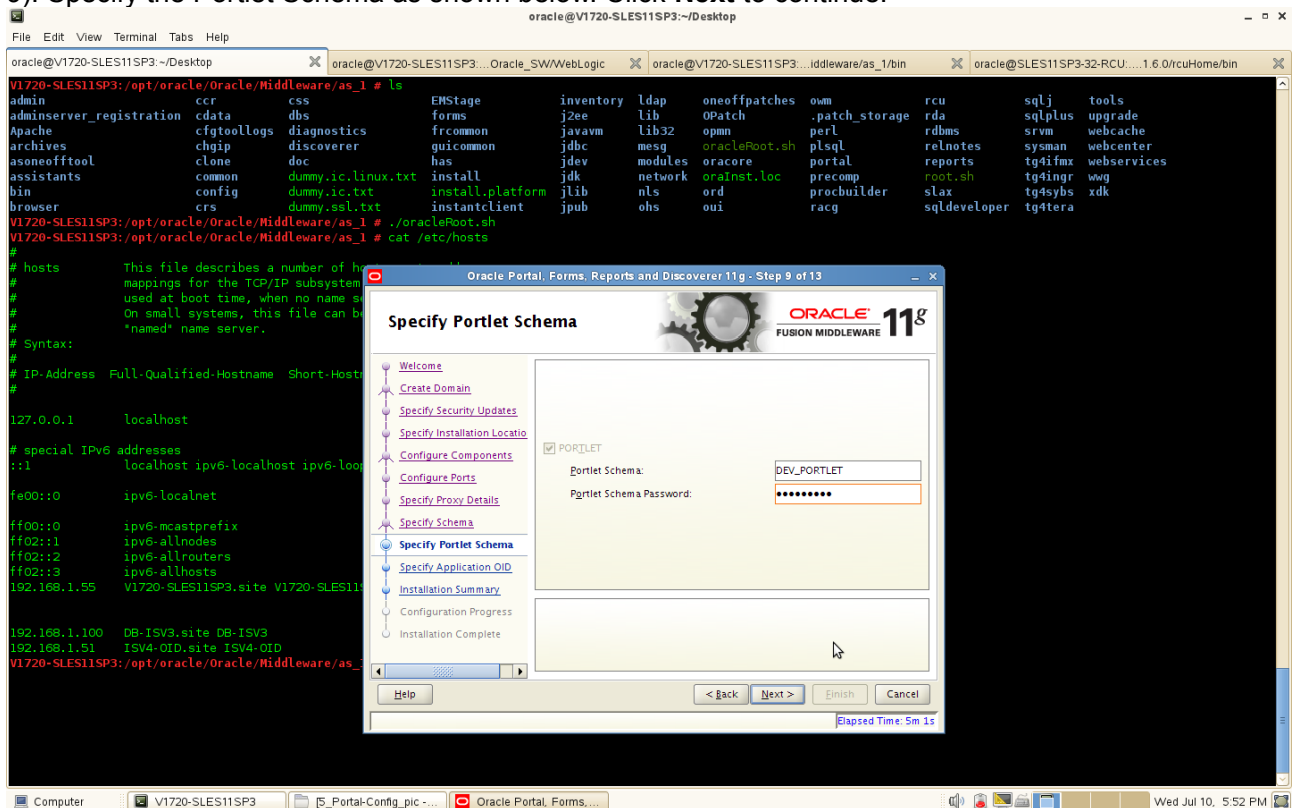 9). Specify the Portlet Schema as shown below. Click Next to continue.
oracle@V1720-SLES11SP3:~/Desktop
File Edit View Terminal Tabs Help
oracle@V1720-SLES11SP3:~/Desktop oracle@V1720-SLES11SP3:...Oracle_SW/WebLogic oracle@V1720-SLES11SP3:...iddleware/as_1/bin oracle@SLES11SP3-32-RCU:....1.6.0/rcuHome/bin
V1720-SLES11SP3:/opt/oracle/Oracle/Middleware/as_1 # ls
admin ccr css EMStage inventory ldap oneoffpatches owm rcu sqlj tools
adminserver_registration cdata dbs forms j2ee lib OPatch .patch_storage rda sqlplus upgrade
Apache cfgtoollogs diagnostics frcommon javavm lib32 opmn perl rdbms srvm webcache
archives chgip discoverer guicommon jdbc mesg oracleRoot.sh plsql relnotes sysman webcenter
asoneofftool clone doc has jdev modules oracore portal reports tg4ifmx webservices
assistants common dummy.ic.linux.txt install jdk network oraInst.loc precomp root.sh tg4ingr wwg
bin config dummy.ic.txt install.platform jlib nls ord procbuilder slax tg4sybs xdk
browser crs dummy.ssl.txt instantclient jpub ohs oui racg sqldeveloper tg4tera
V1720-SLES11SP3:/opt/oracle/Oracle/Middleware/as_1 # ./oracleRoot.sh
V1720-SLES11SP3:/opt/oracle/Oracle/Middleware/as_1 # cat /etc/hosts
#
# hosts This file describes a number of
# mappings for the TCP/IP subsystem
# used at boot time, when no name
# On small systems, this file can
# "named" name server.
# Syntax:
#
# IP-Address Full-Qualified-Hostname Short-Host
#
127.0.0.1 localhost
# special IPv6 addresses
::1 localhost ipv6-localhost ipv6-loo
fe00::0 ipv6-localnet
ff00::0 ipv6-mcastprefix
ff02::1 ipv6-allnodes
ff02::2 ipv6-allrouters
ff02::3 ipv6-allhosts
192.168.1.55 V1720-SLES11SP3.site V1720-SLES11
192.168.1.100 DB-ISV3.site DB-ISV3
192.168.1.51 ISV4-OID.site ISV4-OID
V1720-SLES11SP3:/opt/oracle/Oracle/Middleware/as_
Oracle Portal, Forms, Reports and Discoverer 11g - Step 9 of 13
Specify Portlet Schema
ORACLE FUSION MIDDLEWARE 11g
Welcome
Create Domain
Specify Security Updates
Specify Installation Locatio
Configure Components
Configure Ports
Specify Proxy Details
Specify Schema
Specify Portlet Schema
Specify Application OID
Installation Summary
Configuration Progress
Installation Complete
PORTLET
Portlet Schema: DEV_PORTLET
Portlet Schema Password: •••••••••
Help < Back Next > Finish Cancel
Elapsed Time: 5m 1s
Computer V1720-SLES11SP3 [5_Portal-Config_pic -... Oracle Portal, Forms,... Wed Jul 10, 5:52 PM